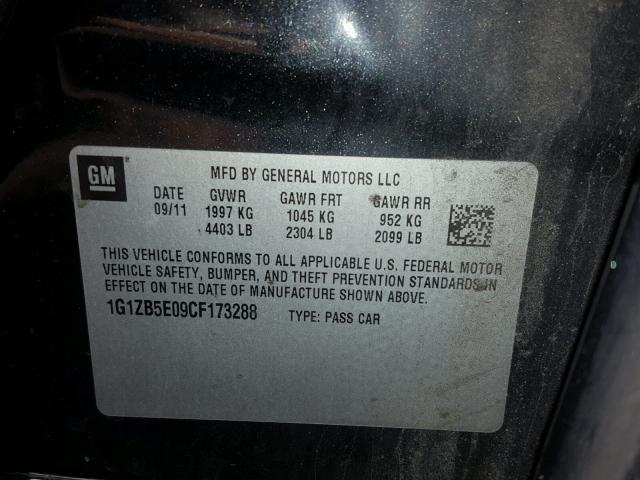 GM
MFD BY GENERAL MOTORS LLC
DATE GVWR GAWR FRT GAWR RR
09/11 1997 KG 1045 KG 952 KG
4403 LB 2304 LB 2099 LB
THIS VEHICLE CONFORMS TO ALL APPLICABLE U.S. FEDERAL MOTOR
VEHICLE SAFETY, BUMPER, AND THEFT PREVENTION STANDARDS IN
EFFECT ON THE DATE OF MANUFACTURE SHOWN ABOVE.
1G1ZB5E09CF173288 TYPE: PASS CAR